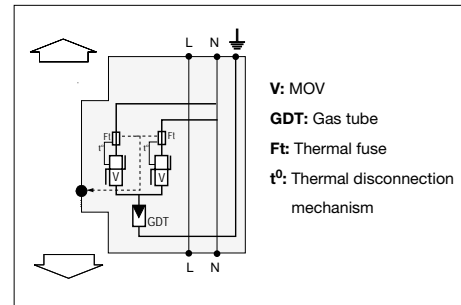 L N
V: MOV
GDT: Gas tube
Ft: Thermal fuse
t⁰: Thermal disconnection
mechanism
Ft Ft
t° t°
V V
GDT
L N